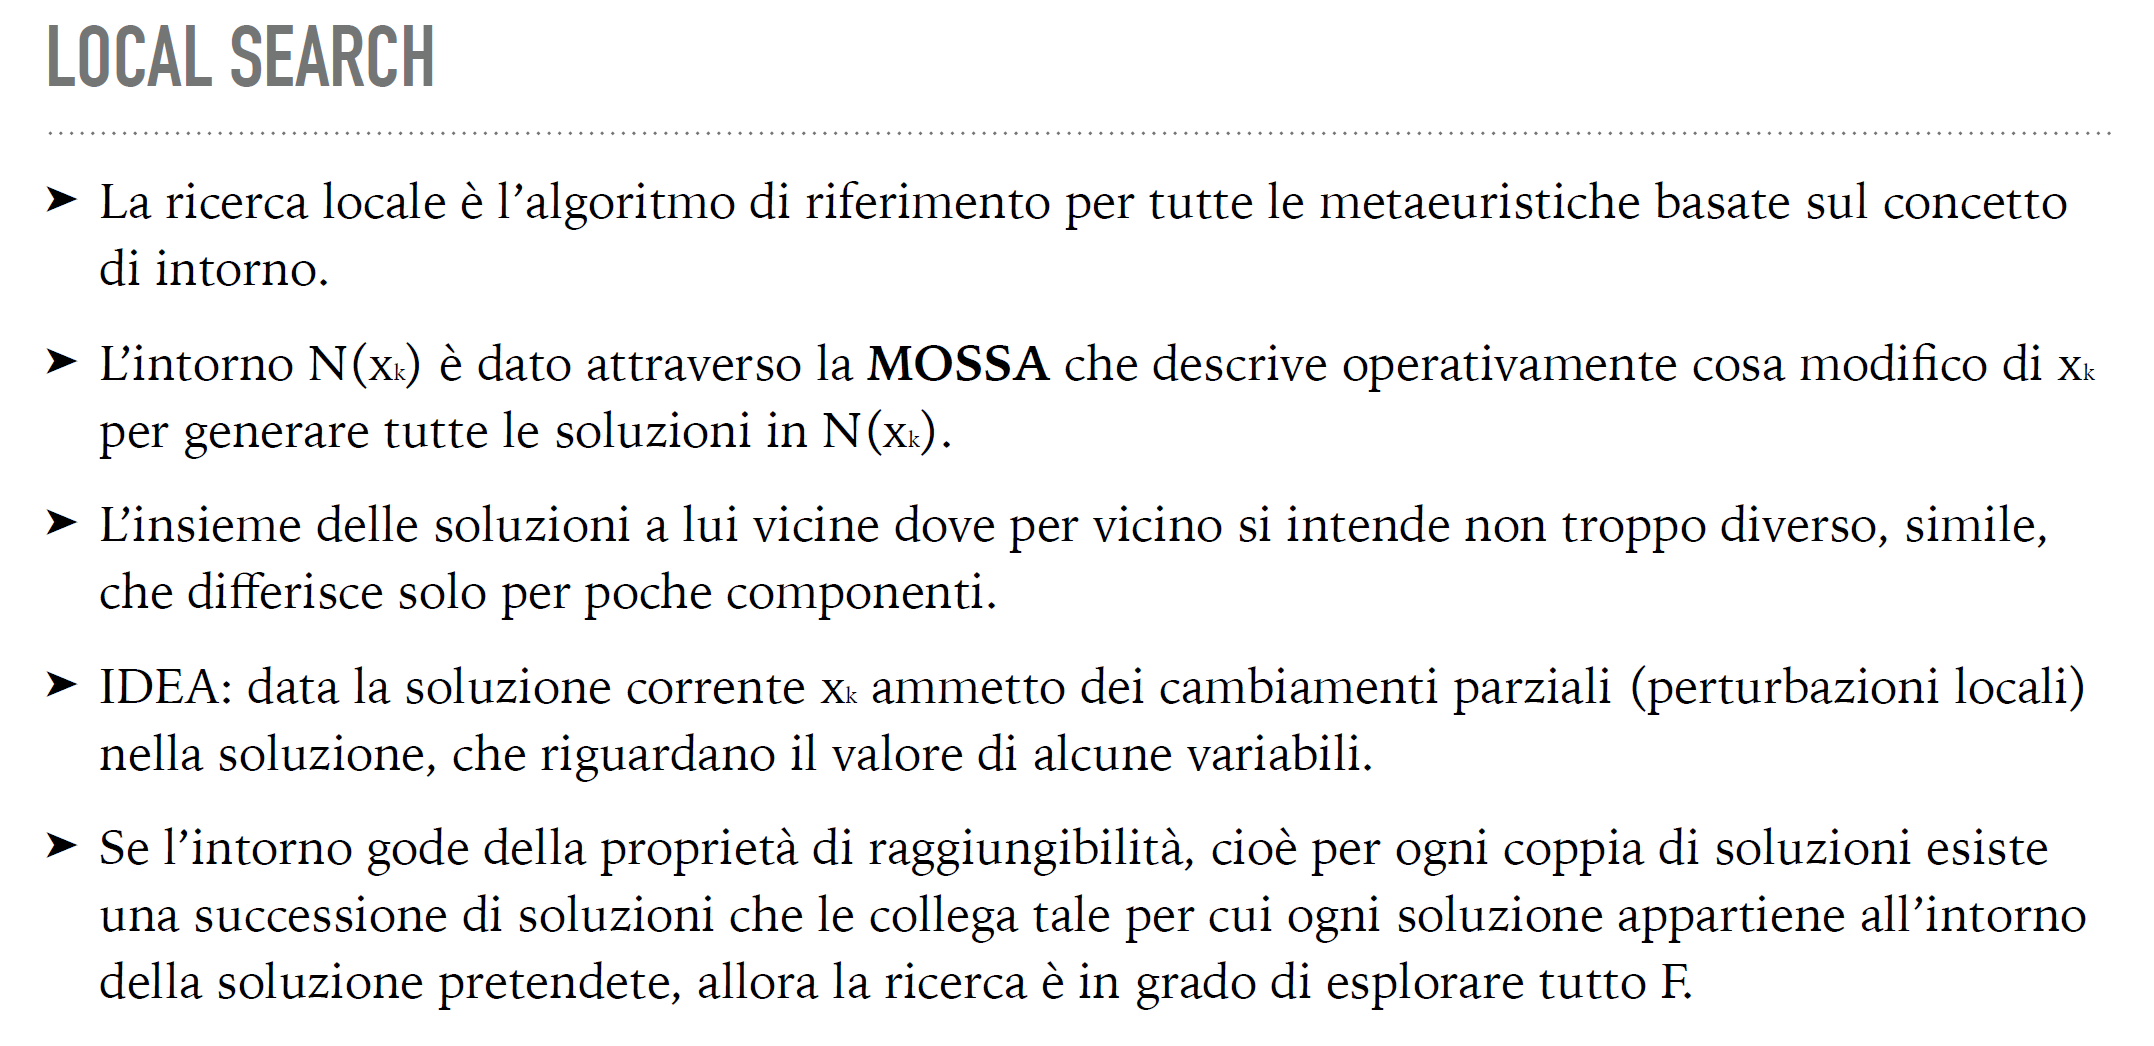 LOCAL SEARCH
➤ La ricerca locale è l’algoritmo di riferimento per tutte le metaeuristiche basate sul concetto
di intorno.
➤ L’intorno N(xₖ) è dato attraverso la MOSSA che descrive operativamente cosa modifico di xₖ
per generare tutte le soluzioni in N(xₖ).
➤ L’insieme delle soluzioni a lui vicine dove per vicino si intende non troppo diverso, simile,
che differisce solo per poche componenti.
➤ IDEA: data la soluzione corrente xₖ ammetto dei cambiamenti parziali (perturbazioni locali)
nella soluzione, che riguardano il valore di alcune variabili.
➤ Se l’intorno gode della proprietà di raggiungibilità, cioè per ogni coppia di soluzioni esiste
una successione di soluzioni che le collega tale per cui ogni soluzione appartiene all’intorno
della soluzione pretendete, allora la ricerca è in grado di esplorare tutto F.